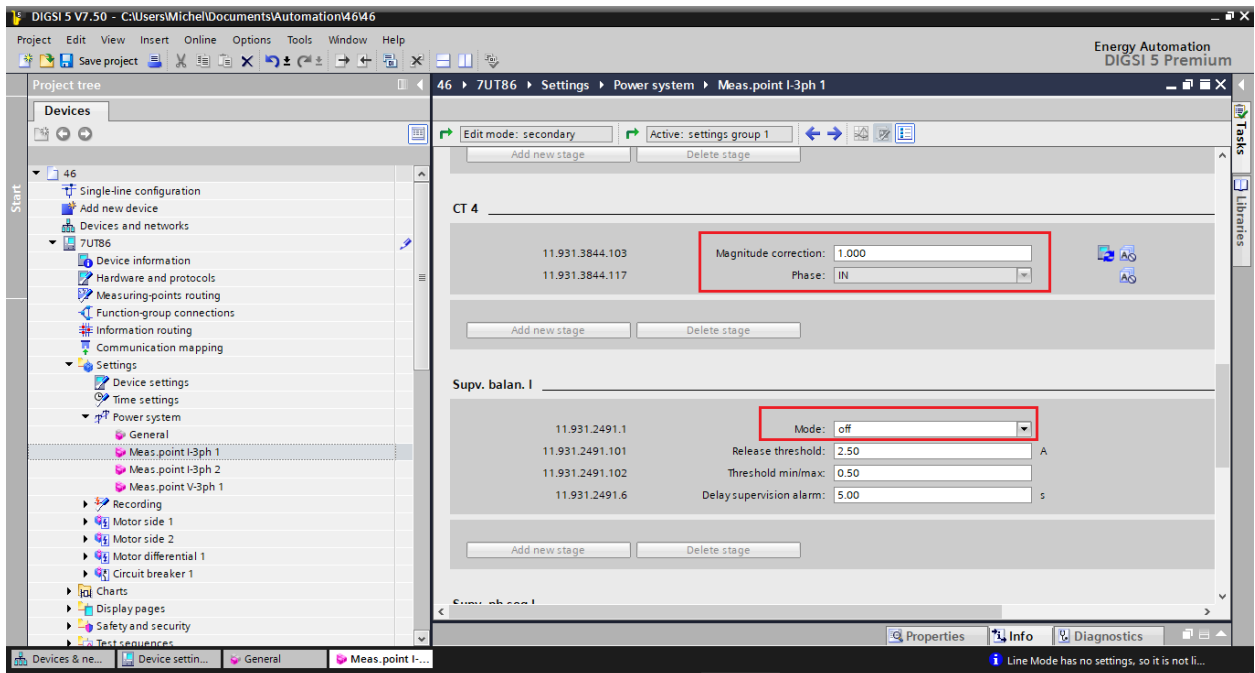 DIGSI 5 V7.50 - C:\Users\Michel\Documents\Automation\46\46
Project Edit View Insert Online Options Tools Window Help
Energy Automation
DIGSI 5 Premium
Save project
Project tree
46 ▸ 7UT86 ▸ Settings ▸ Power system ▸ Meas.point I-3ph 1
Devices
Edit mode: secondary
Active: settings group 1
Add new stage Delete stage
Start
Tasks
Libraries
46
Single-line configuration
Add new device
Devices and networks
7UT86
Device information
Hardware and protocols
Measuring-points routing
Function-group connections
Information routing
Communication mapping
Settings
Device settings
Time settings
Power system
General
Meas.point I-3ph 1
Meas.point I-3ph 2
Meas.point V-3ph 1
Recording
Motor side 1
Motor side 2
Motor differential 1
Circuit breaker 1
Charts
Display pages
Safety and security
Test sequences
CT 4
11.931.3844.103 Magnitude correction: 1.000
11.931.3844.117 Phase: IN
Add new stage Delete stage
Supv. balan. I
11.931.2491.1 Mode: off
11.931.2491.101 Release threshold: 2.50 A
11.931.2491.102 Threshold min/max: 0.50
11.931.2491.6 Delay supervision alarm: 5.00 s
Add new stage Delete stage
Supv. ph.seq.I
Properties Info Diagnostics
Devices & ne... Device settin... General Meas.point I-...
Line Mode has no settings, so it is not li...